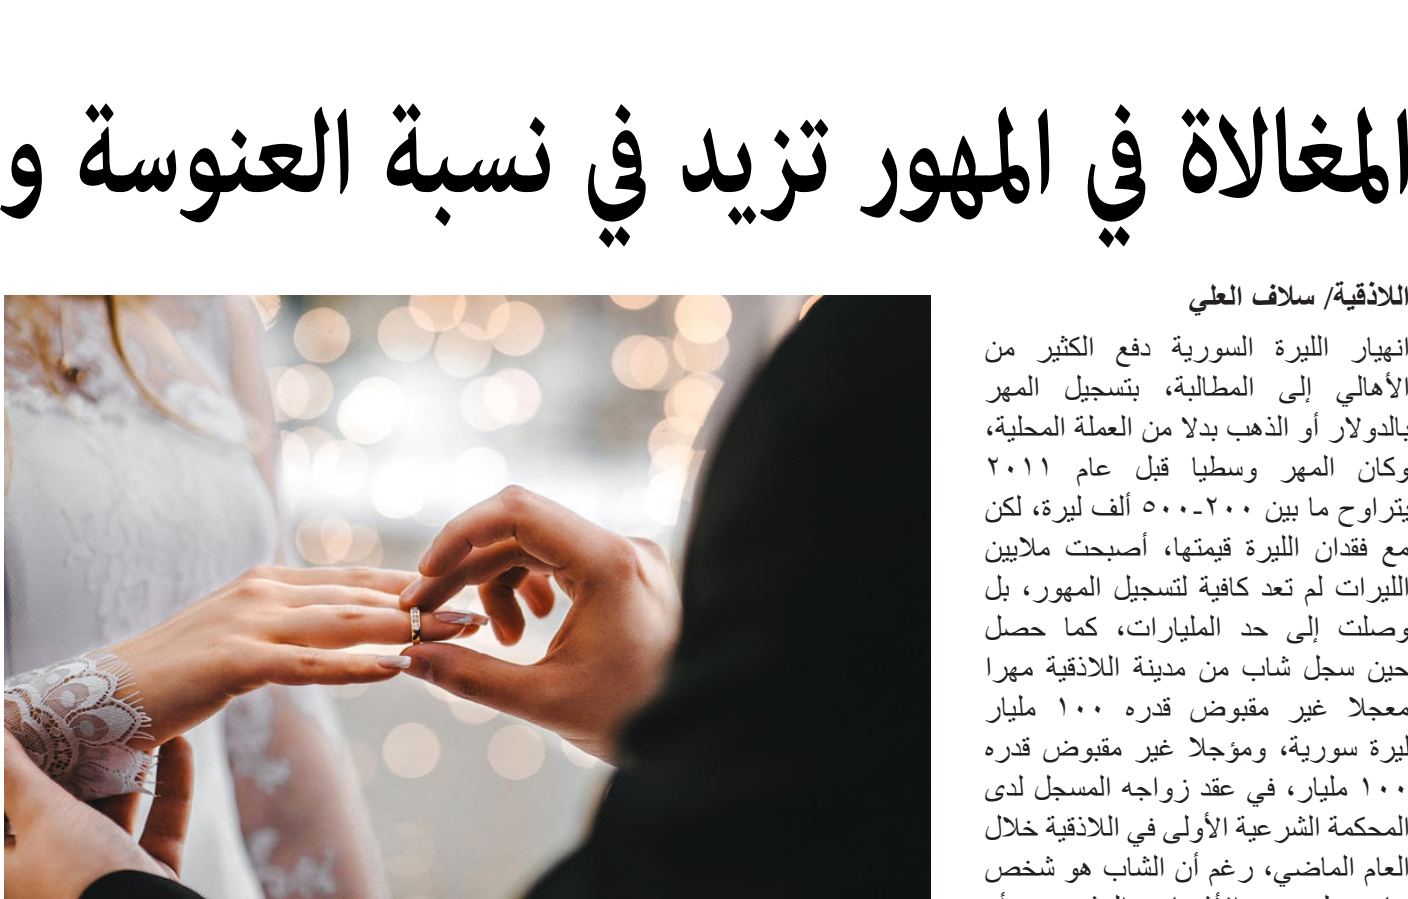 المغالاة في المهور تزيد في نسبة العنوسة و
اللاذقية/ سلاف العلي
انهيار الليرة السورية دفع الكثير من
الأهالي إلى المطالبة، بتسجيل المهر
بالدولار أو الذهب بدلا من العملة المحلية،
وكان المهر وسطيا قبل عام ٢٠١١
يتراوح ما بين ٢٠٠-٥٠٠ ألف ليرة، لكن
مع فقدان الليرة قيمتها، أصبحت ملايين
الليرات لم تعد كافية لتسجيل المهور، بل
وصلت إلى حد المليارات، كما حصل
حين سجل شاب من مدينة اللاذقية مهرا
معجلا غير مقبوض قدره ١٠٠ مليار
ليرة سورية، ومؤجلا غير مقبوض قدره
١٠٠ مليار، في عقد زواجه المسجل لدى
المحكمة الشرعية الأولى في اللاذقية خلال
العام الماضي، رغم أن الشاب هو شخص